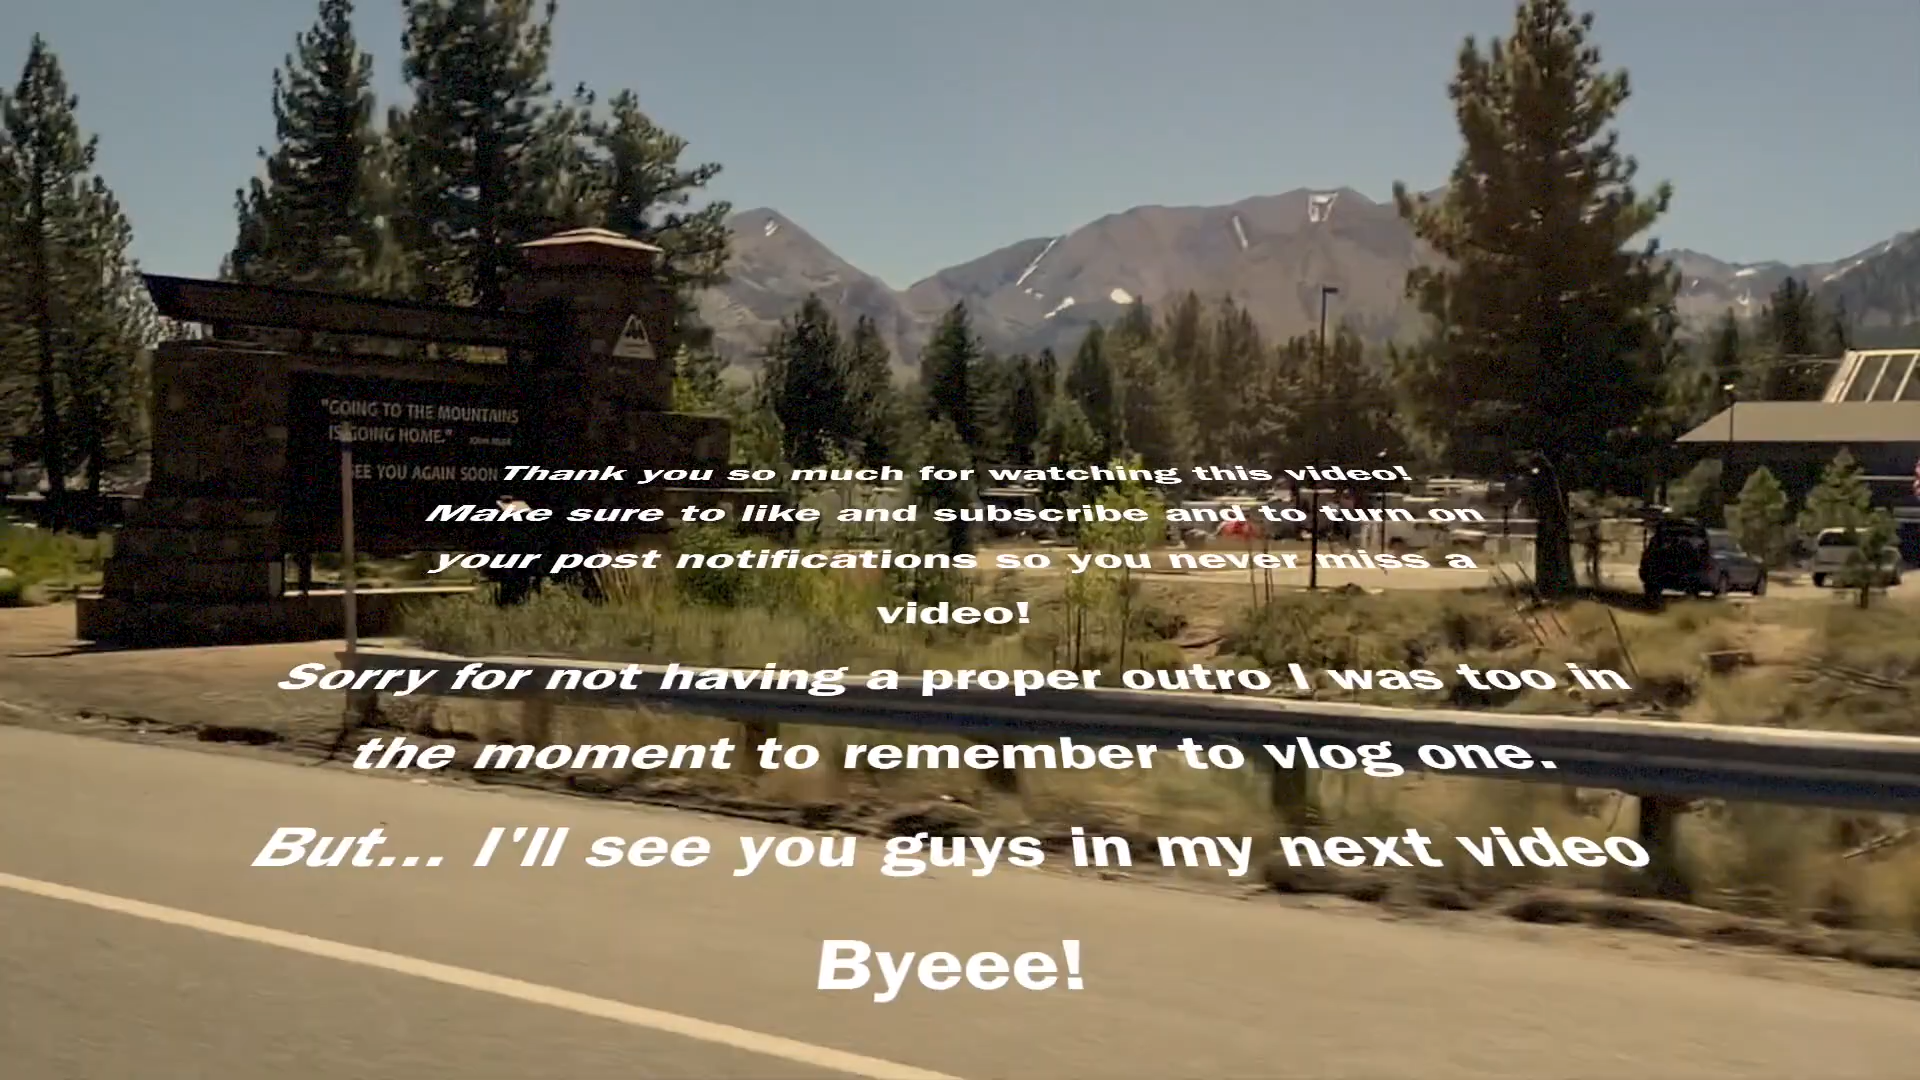 "GOING TO THE MOUNTAINS
IS GOING HOME." John Muir
SEE YOU AGAIN SOON
Thank you so much for watching this video!
Make sure to like and subscribe and to turn on
your post notifications so you never miss a
video!
Sorry for not having a proper outro I was too in
the moment to remember to vlog one.
But... I'll see you guys in my next video
Byeee!